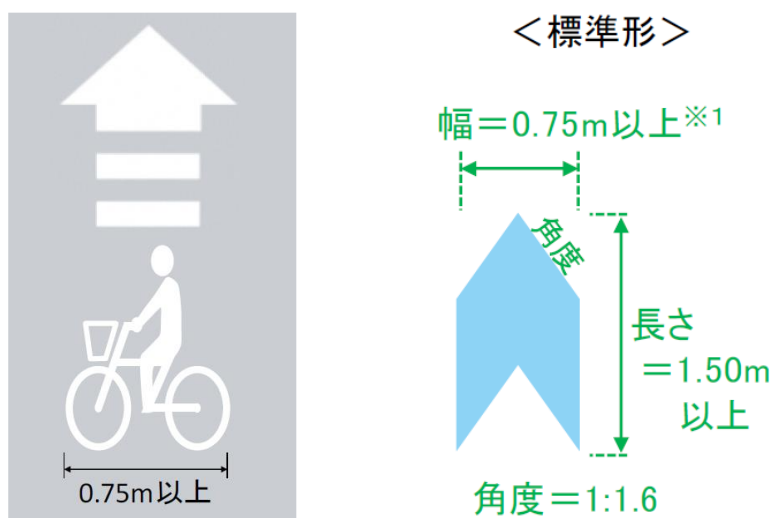 ＜標準形＞
幅＝0.75m以上※1
角度
長さ
＝1.50m
以上
0.75m以上
角度＝1:1.6